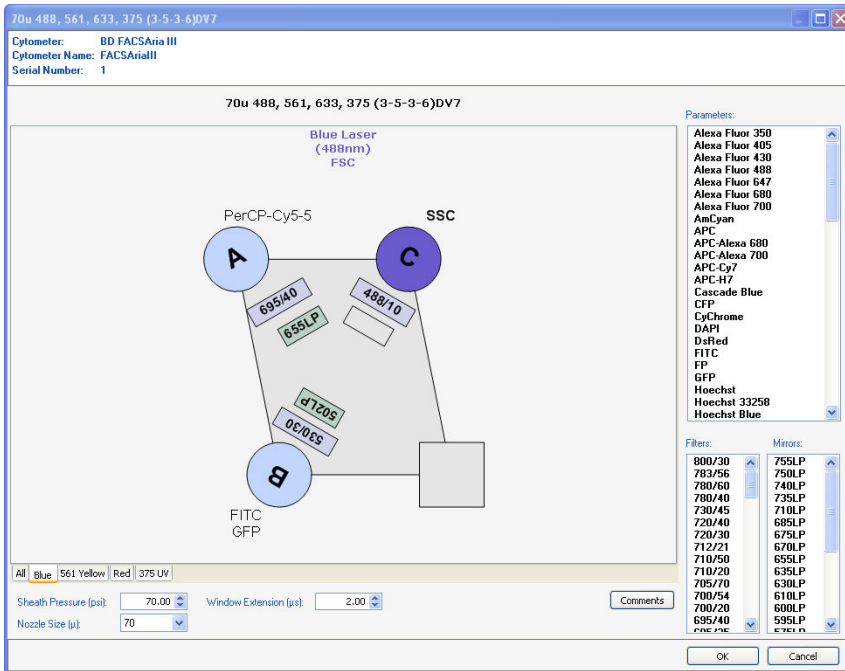 70u 488, 561, 633, 375 (3-5-3-6)DV7
Cytometer: BD FACSAria III
Cytometer Name: FACSAriaIII
Serial Number: 1
70u 488, 561, 633, 375 (3-5-3-6)DV7
Blue Laser
(488nm)
FSC
PerCP-Cy5-5
SSC
A
C
695/40
488/10
655LP
502LP
530/30
B
FITC
GFP
All Blue 561 Yellow Red 375 UV
Sheath Pressure (psi): 70.00
Window Extension (µs): 2.00
Comments
Nozzle Size (µ): 70
Parameters:
Alexa Fluor 350
Alexa Fluor 405
Alexa Fluor 430
Alexa Fluor 488
Alexa Fluor 647
Alexa Fluor 680
Alexa Fluor 700
AmCyan
APC
APC-Alexa 680
APC-Alexa 700
APC-Cy7
APC-H7
Cascade Blue
CFP
CyChrome
DAPI
DsRed
FITC
FP
GFP
Hoechst
Hoechst 33258
Hoechst Blue
Filters:
800/30
783/56
780/60
780/40
730/45
720/40
720/30
712/21
710/50
710/20
705/70
700/54
700/20
695/40
Mirrors:
755LP
750LP
740LP
735LP
710LP
685LP
675LP
670LP
655LP
635LP
630LP
610LP
600LP
595LP
OK
Cancel